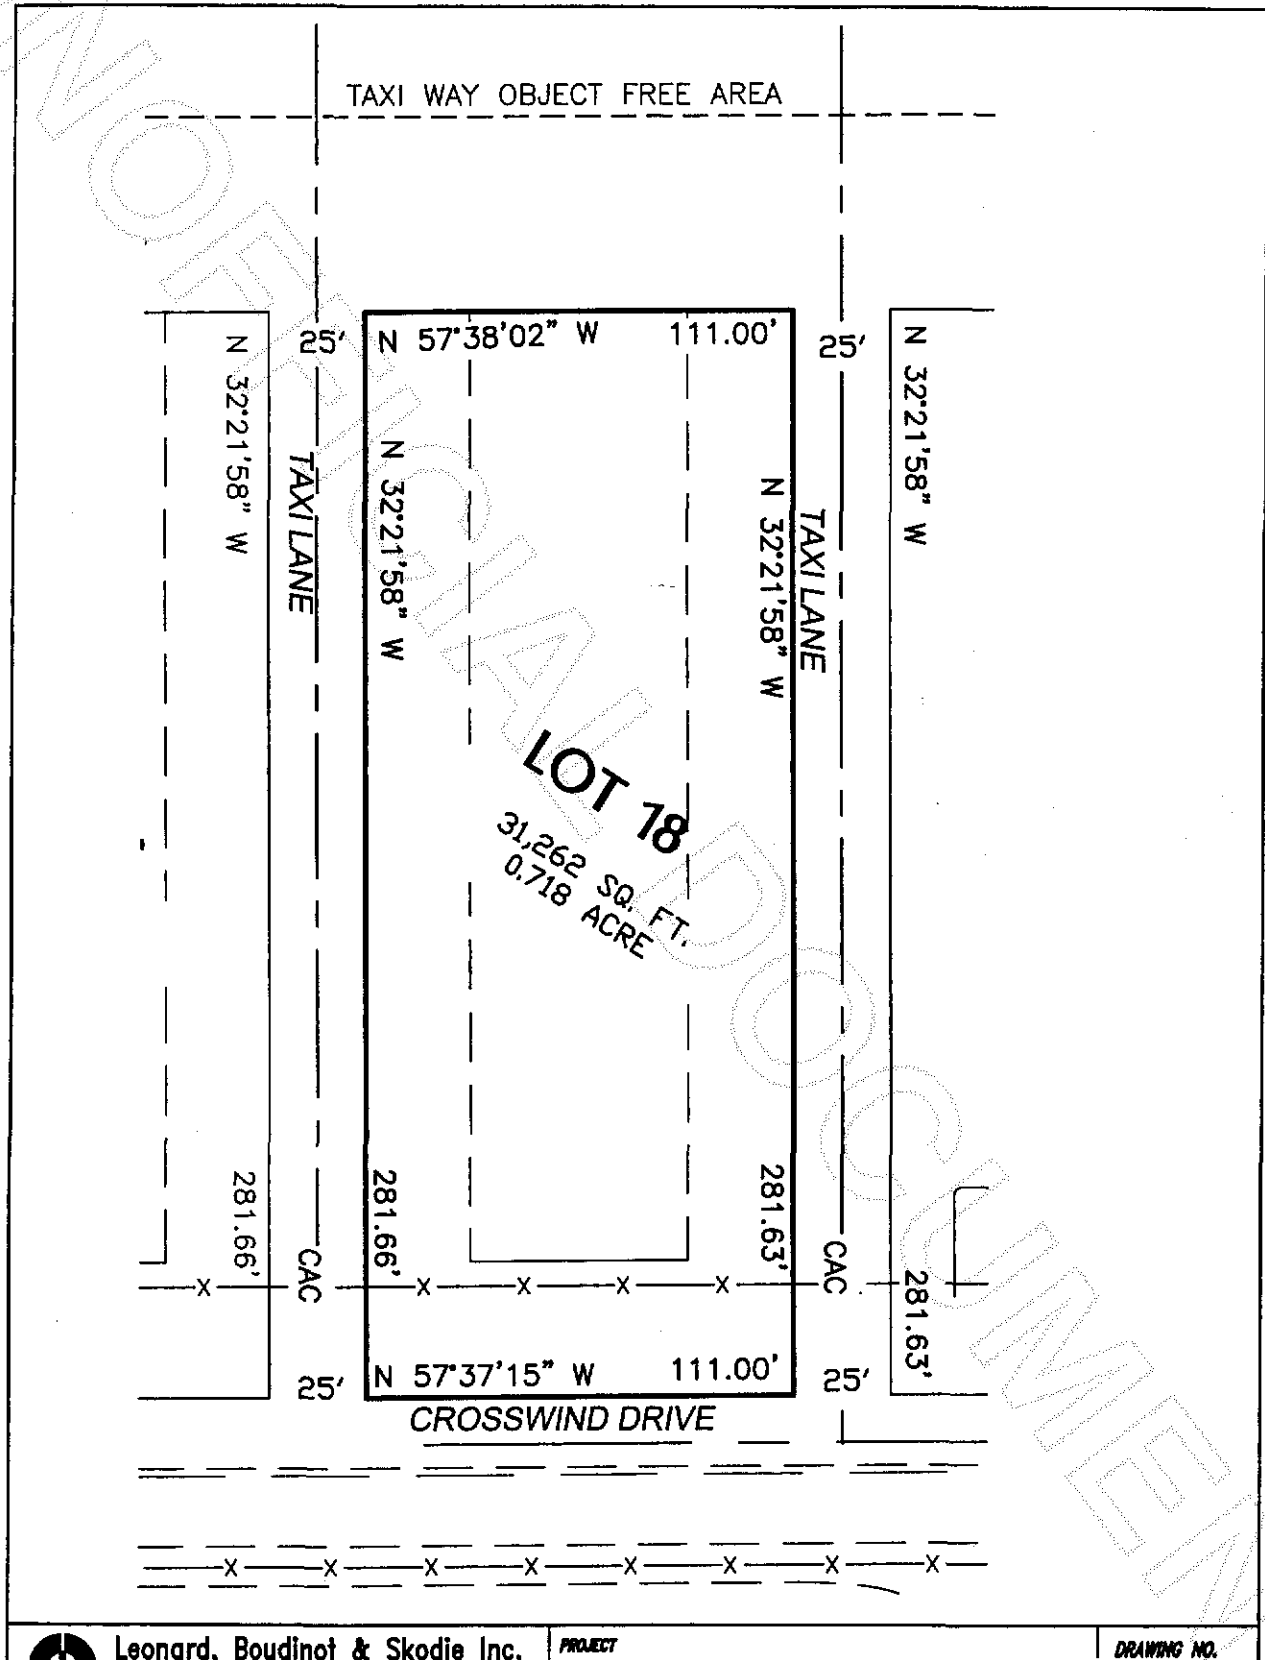 TAXI WAY OBJECT FREE AREA
N 57°38'02" W 111.00'
25'
25'
N 32°21'58" W
N 32°21'58" W
N 32°21'58" W
N 32°21'58" W
TAXI LANE
TAXI LANE
LOT 18
31,262 SQ. FT.
0.718 ACRE
281.66'
281.66'
281.63'
281.63'
CAC
CAC
X X X X X
25'
N 57°37'15" W 111.00'
25'
CROSSWIND DRIVE
X X X X X X X X
Leonard, Boudinot & Skodje Inc.
PROJECT
DRAWING NO.
NOFFICIAL DOCUMEN